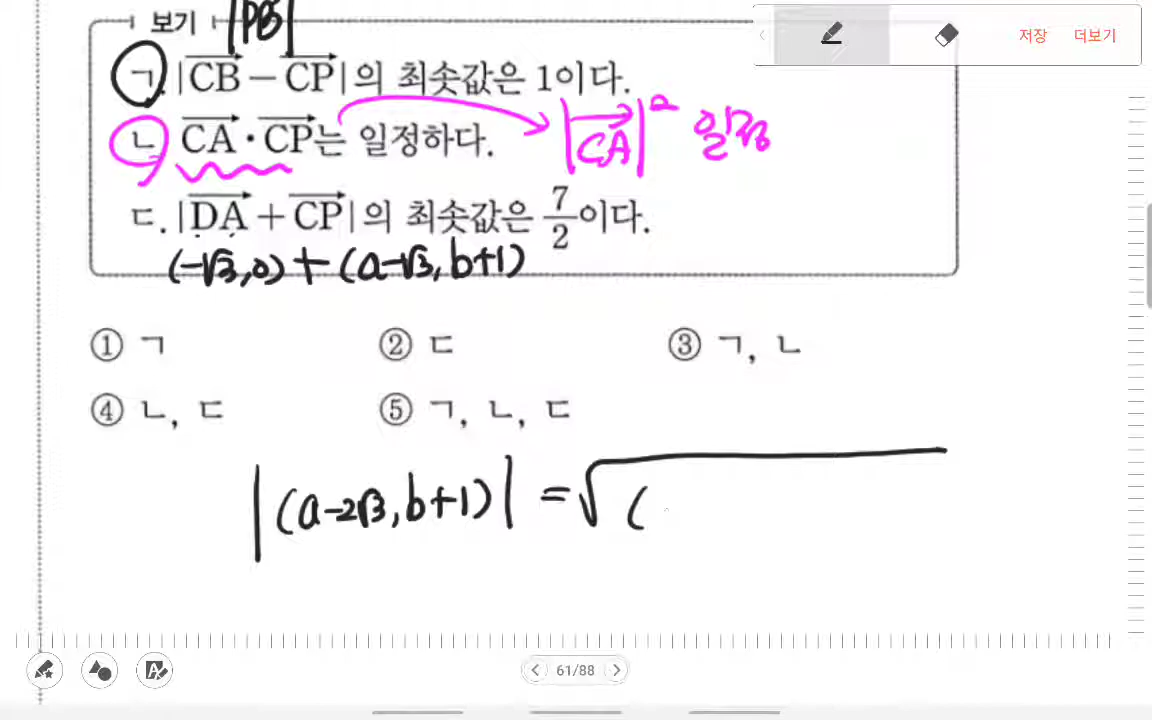 보기 |PB|
저장 더보기
ㄱ. |CB − CP|의 최솟값은 1이다.
ㄴ. CA · CP는 일정하다. |CA|² 일정
ㄷ. |DA + CP|의 최솟값은 7/2이다.
(-√3, 0) + (a-√3, b+1)
① ㄱ ② ㄷ ③ ㄱ, ㄴ
④ ㄴ, ㄷ ⑤ ㄱ, ㄴ, ㄷ
|(a-2√3, b+1)| = √(
61/88